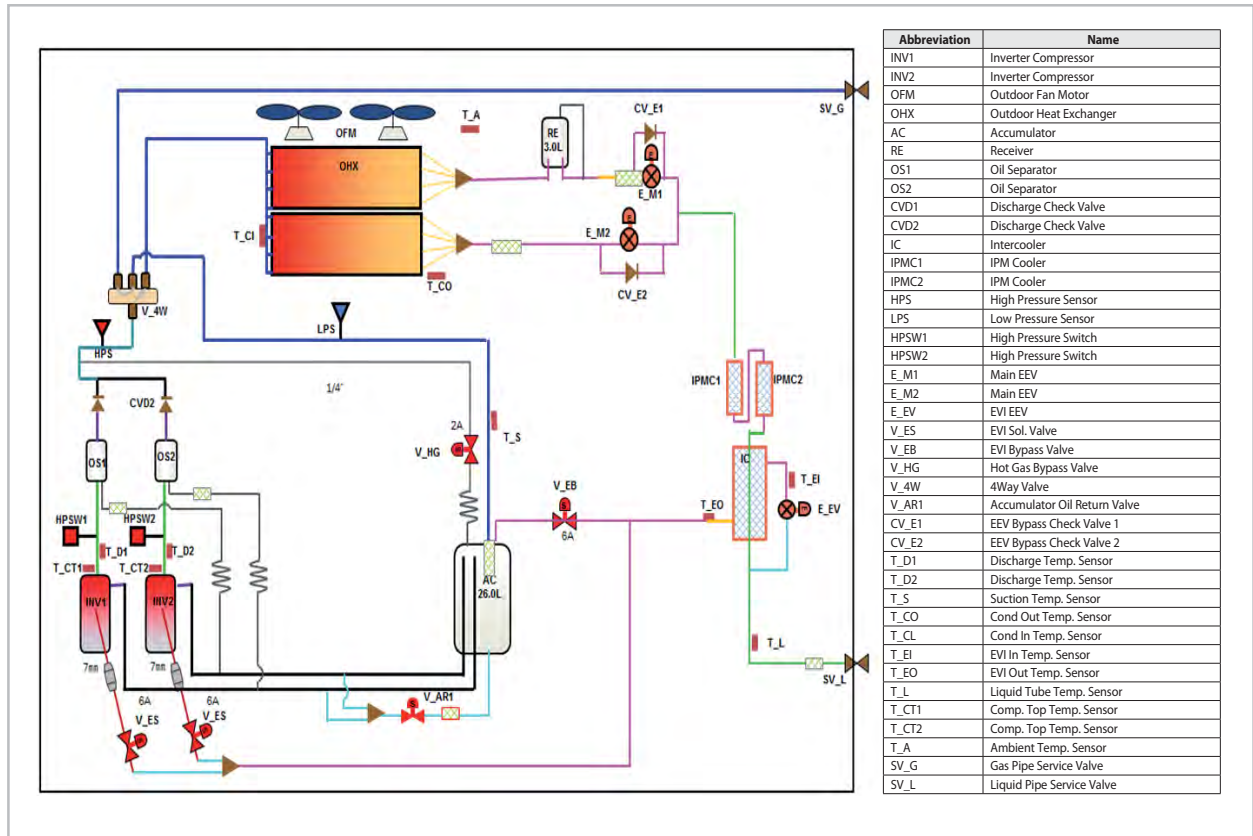 SV_G
CV_E1
T_A
OFM
RE
3.0L
OHX
E_M1
T_CI
E_M2
T_CO
CV_E2
V_4W
LPS
HPS
1/4"
IPMC1
IPMC2
CVD2
2A
T_S
V_HG
OS1
OS2
IC
T_EI
V_EB
T_EO
E_EV
HPSW1
HPSW2
6A
T_D1
T_D2
T_CT1
T_CT2
AC
26.0L
INV1
INV2
T_L
7mm
7mm
SV_L
6A
6A
V_AR1
V_ES
V_ES
Abbreviation Name
INV1 Inverter Compressor
INV2 Inverter Compressor
OFM Outdoor Fan Motor
OHX Outdoor Heat Exchanger
AC Accumulator
RE Receiver
OS1 Oil Separator
OS2 Oil Separator
CVD1 Discharge Check Valve
CVD2 Discharge Check Valve
IC Intercooler
IPMC1 IPM Cooler
IPMC2 IPM Cooler
HPS High Pressure Sensor
LPS Low Pressure Sensor
HPSW1 High Pressure Switch
HPSW2 High Pressure Switch
E_M1 Main EEV
E_M2 Main EEV
E_EV EVI EEV
V_ES EVI Sol. Valve
V_EB EVI Bypass Valve
V_HG Hot Gas Bypass Valve
V_4W 4Way Valve
V_AR1 Accumulator Oil Return Valve
CV_E1 EEV Bypass Check Valve 1
CV_E2 EEV Bypass Check Valve 2
T_D1 Discharge Temp. Sensor
T_D2 Discharge Temp. Sensor
T_S Suction Temp. Sensor
T_CO Cond Out Temp. Sensor
T_CL Cond In Temp. Sensor
T_EI EVI In Temp. Sensor
T_EO EVI Out Temp. Sensor
T_L Liquid Tube Temp. Sensor
T_CT1 Comp. Top Temp. Sensor
T_CT2 Comp. Top Temp. Sensor
T_A Ambient Temp. Sensor
SV_G Gas Pipe Service Valve
SV_L Liquid Pipe Service Valve